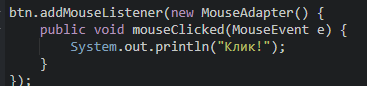 btn.addMouseListener(new MouseAdapter() {
    public void mouseClicked(MouseEvent e) {
        System.out.println("Клик!");
    }
});